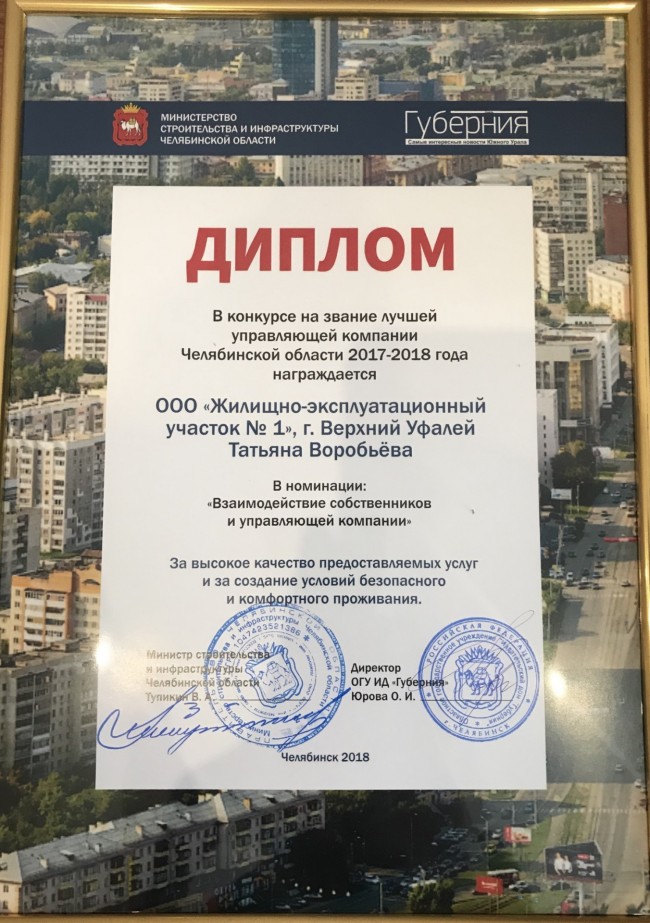 МИНИСТЕРСТВО
СТРОИТЕЛЬСТВА И ИНФРАСТРУКТУРЫ
ЧЕЛЯБИНСКОЙ ОБЛАСТИ
Губерния
Самые интересные новости Южного Урала
ДИПЛОМ
В конкурсе на звание лучшей
управляющей компании
Челябинской области 2017-2018 года
награждается
ООО «Жилищно-эксплуатационный
участок № 1», г. Верхний Уфалей
Татьяна Воробьёва
В номинации:
«Взаимодействие собственников
и управляющей компании»
За высокое качество предоставляемых услуг
и за создание условий безопасного
и комфортного проживания.
Министр строительства
и инфраструктуры
Челябинской области
Тупикин В. А.
Директор
ОГУ ИД «Губерния»
Юрова О. И.
РОССИЙСКАЯ ФЕДЕРАЦИЯ
Челябинск 2018